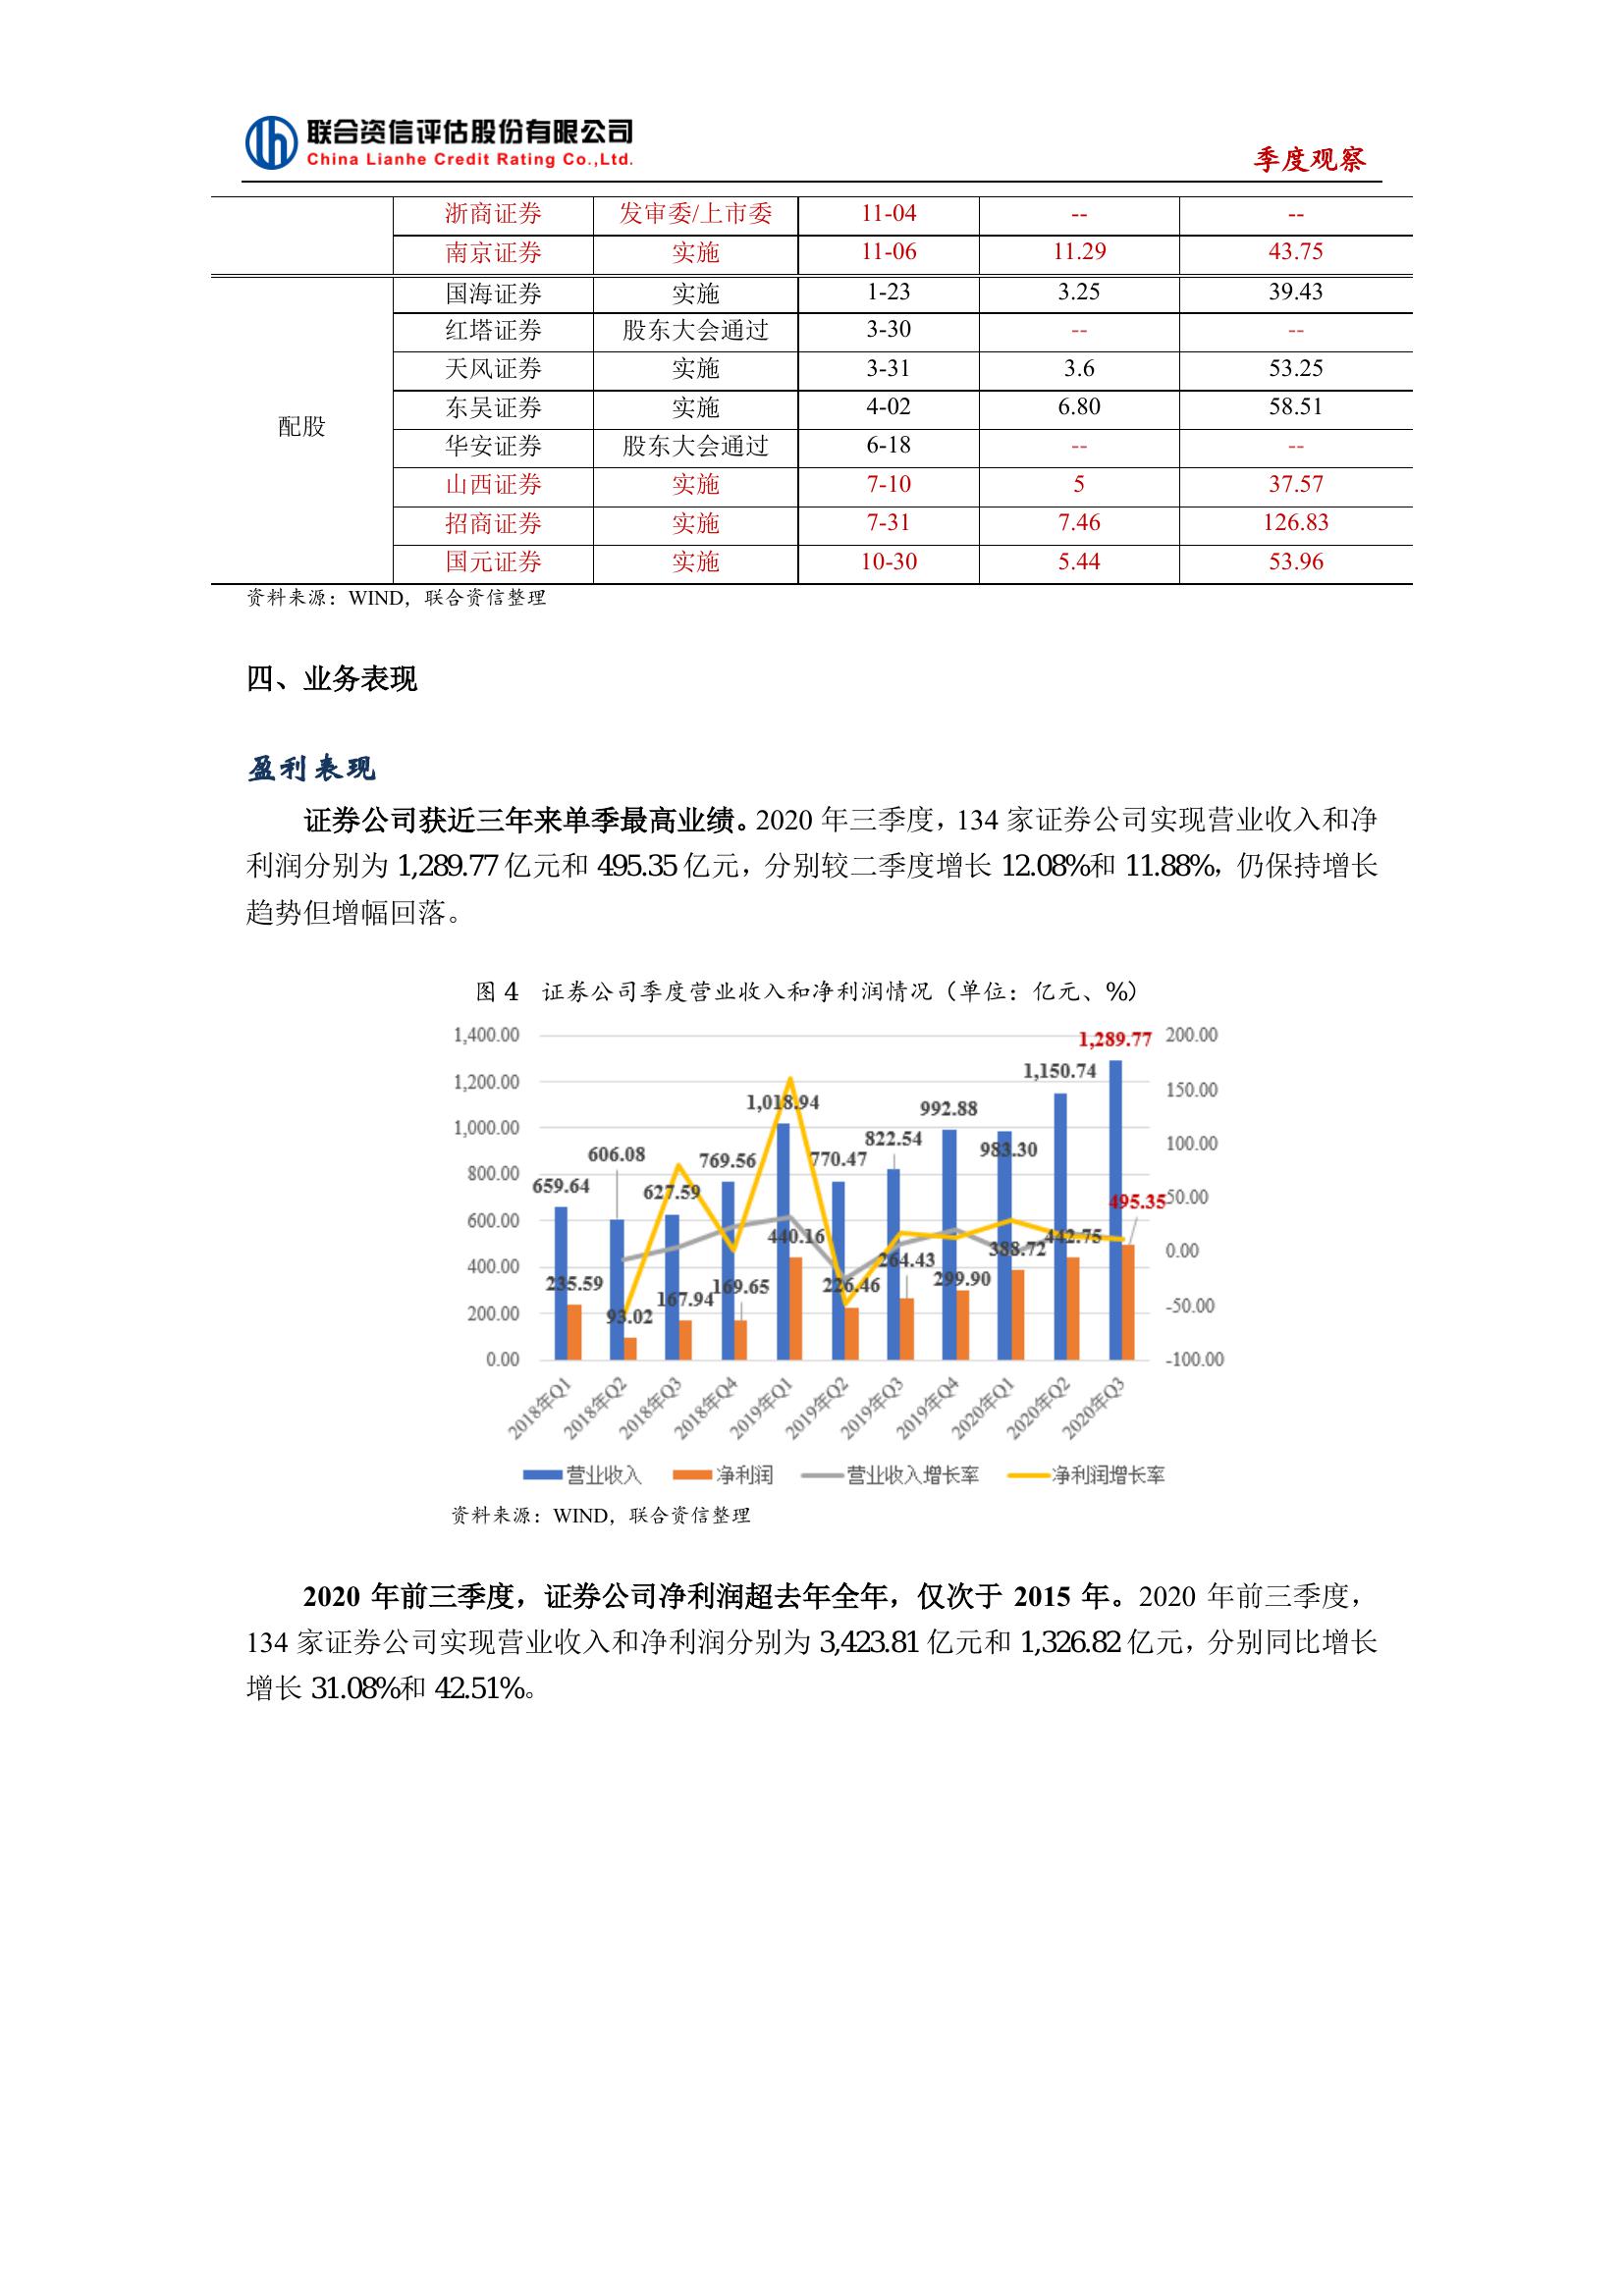 联合资信评估股份有限公司
China Lianhe Credit Rating Co.,Ltd.
季度观察
浙商证券 发审委/上市委 11-04 -- --
南京证券 实施 11-06 11.29 43.75
配股
国海证券 实施 1-23 3.25 39.43
红塔证券 股东大会通过 3-30 -- --
天风证券 实施 3-31 3.6 53.25
东吴证券 实施 4-02 6.80 58.51
华安证券 股东大会通过 6-18 -- --
山西证券 实施 7-10 5 37.57
招商证券 实施 7-31 7.46 126.83
国元证券 实施 10-30 5.44 53.96
资料来源：WIND，联合资信整理
四、业务表现
盈利表现
证券公司获近三年来单季最高业绩。2020 年三季度，134 家证券公司实现营业收入和净
利润分别为 1,289.77 亿元和 495.35 亿元，分别较二季度增长 12.08%和 11.88%，仍保持增长
趋势但增幅回落。
图 4 证券公司季度营业收入和净利润情况（单位：亿元、%）
1,400.00
1,200.00
1,000.00
800.00
600.00
400.00
200.00
0.00
200.00
150.00
100.00
50.00
0.00
-50.00
-100.00
659.64
606.08
627.59
769.56
1,018.94
770.47
822.54
992.88
983.30
1,150.74
1,289.77
235.59
93.02
167.94
169.65
440.16
226.46
264.43
299.90
388.72
442.75
495.35
2018年Q1
2018年Q2
2018年Q3
2018年Q4
2019年Q1
2019年Q2
2019年Q3
2019年Q4
2020年Q1
2020年Q2
2020年Q3
营业收入 净利润 营业收入增长率 净利润增长率
资料来源：WIND，联合资信整理
2020 年前三季度，证券公司净利润超去年全年，仅次于 2015 年。2020 年前三季度，
134 家证券公司实现营业收入和净利润分别为 3,423.81 亿元和 1,326.82 亿元，分别同比增长
增长 31.08%和 42.51%。